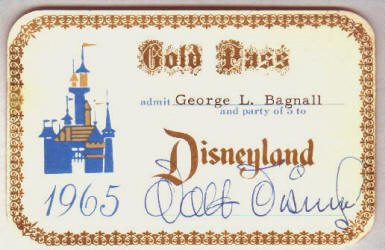 Gold Pass
admit George L. Bagnall
and party of 5 to
Disneyland
1965 Walt Disney